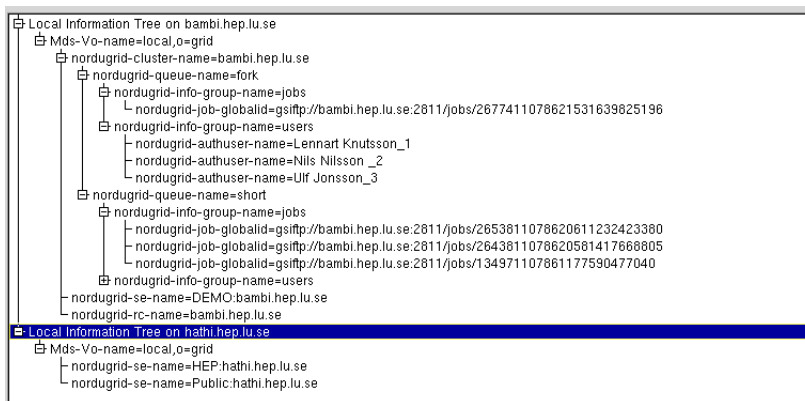 Local Information Tree on bambi.hep.lu.se
Mds-Vo-name=local,o=grid
nordugrid-cluster-name=bambi.hep.lu.se
nordugrid-queue-name=fork
nordugrid-info-group-name=jobs
nordugrid-job-globalid=gsiftp://bambi.hep.lu.se:2811/jobs/2677411078621531639825196
nordugrid-info-group-name=users
nordugrid-authuser-name=Lennart Knutsson_1
nordugrid-authuser-name=Nils Nilsson _2
nordugrid-authuser-name=Ulf Jonsson_3
nordugrid-queue-name=short
nordugrid-info-group-name=jobs
nordugrid-job-globalid=gsiftp://bambi.hep.lu.se:2811/jobs/2653811078620611232423380
nordugrid-job-globalid=gsiftp://bambi.hep.lu.se:2811/jobs/2643811078620581417668805
nordugrid-job-globalid=gsiftp://bambi.hep.lu.se:2811/jobs/134971107861177590477040
nordugrid-info-group-name=users
nordugrid-se-name=DEMO:bambi.hep.lu.se
nordugrid-rc-name=bambi.hep.lu.se
Local Information Tree on hathi.hep.lu.se
Mds-Vo-name=local,o=grid
nordugrid-se-name=HEP:hathi.hep.lu.se
nordugrid-se-name=Public:hathi.hep.lu.se